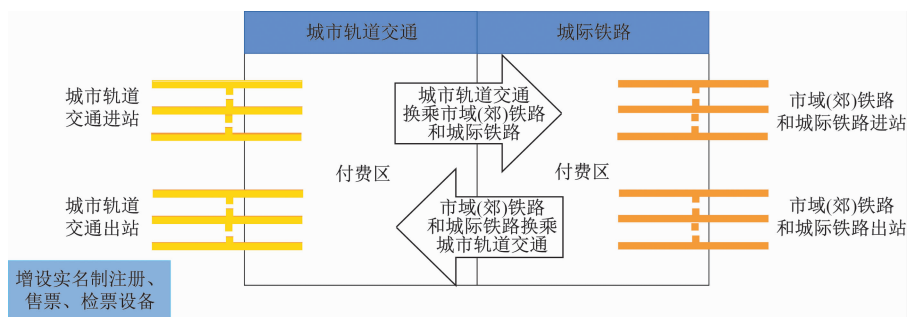 城市轨道交通
城际铁路
城市轨道
交通进站
城市轨道交通
换乘市域(郊)铁路
和城际铁路
市域(郊)铁路
和城际铁路进站
付费区
付费区
城市轨道
交通出站
市域(郊)铁路
和城际铁路换乘
城市轨道交通
市域(郊)铁路
和城际铁路出站
增设实名制注册、
售票、检票设备